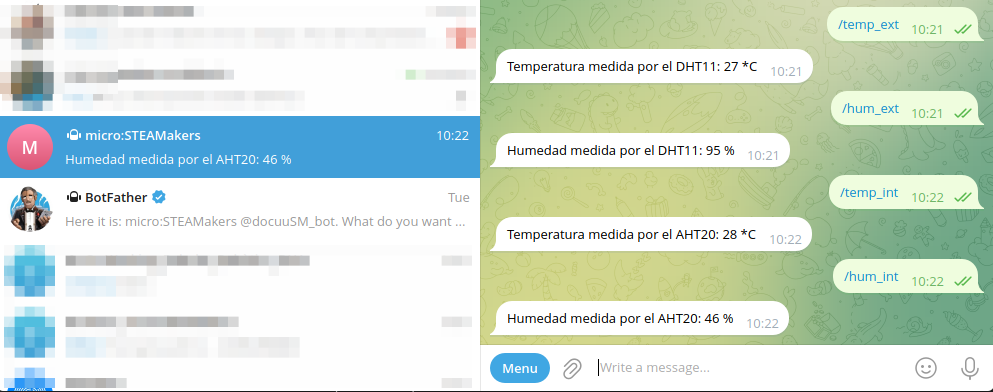 micro:STEAMakers
10:22
Humedad medida por el AHT20: 46 %
BotFather
Tue
Here it is: micro:STEAMakers @docuuSM_bot. What do you want ...
/temp_ext
10:21
Temperatura medida por el DHT11: 27 *C
10:21
/hum_ext
10:21
Humedad medida por el DHT11: 95 %
10:21
/temp_int
10:22
Temperatura medida por el AHT20: 28 *C
10:22
/hum_int
10:22
Humedad medida por el AHT20: 46 %
10:22
M
Menu
Write a message...